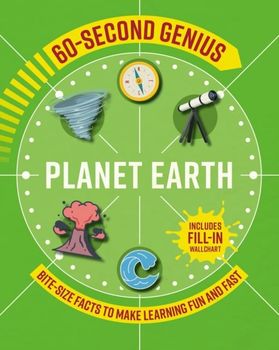 60-SECOND GENIUS
PLANET EARTH
INCLUDES
FILL-IN
WALLCHART
BITE-SIZE FACTS TO MAKE LEARNING FUN AND FAST